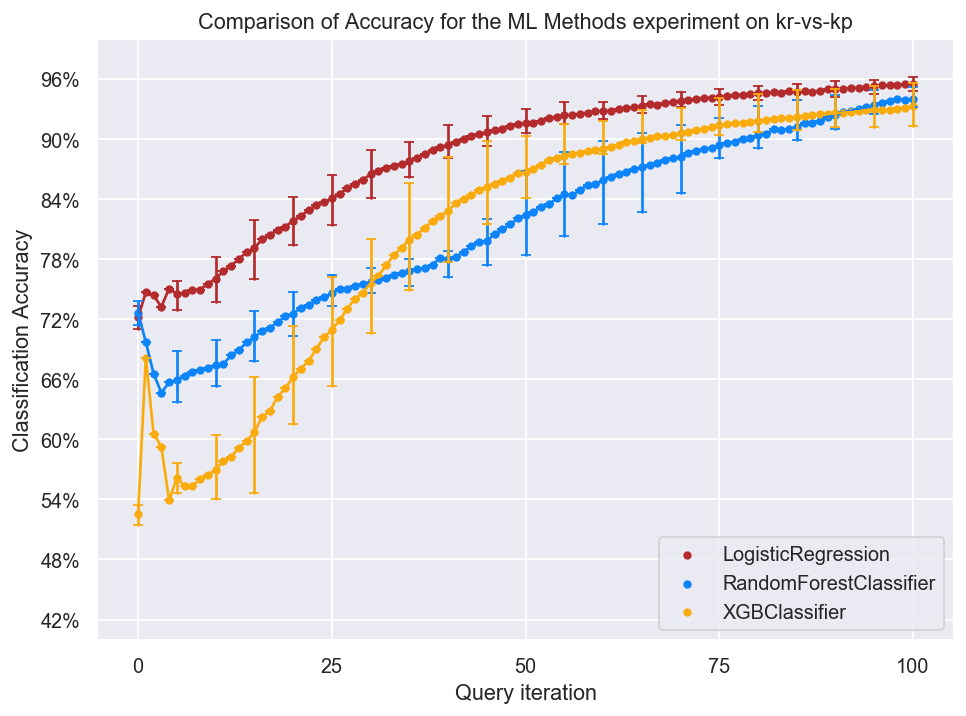 Comparison of Accuracy for the ML Methods experiment on kr-vs-kp
96%
90%
84%
78%
72%
66%
60%
54%
48%
42%
Classification Accuracy
LogisticRegression
RandomForestClassifier
XGBClassifier
0 25 50 75 100
Query iteration